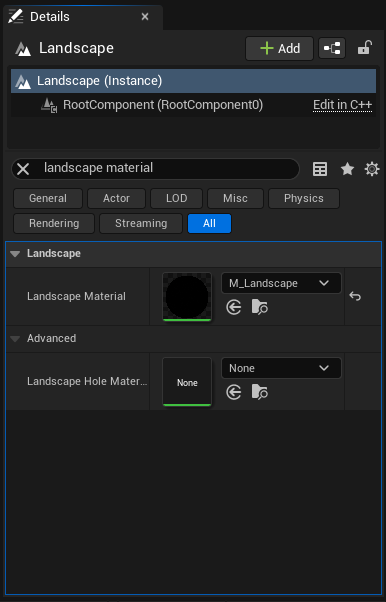 Details
Landscape
Add
Landscape (Instance)
RootComponent (RootComponent0)
Edit in C++
landscape material
General
Actor
LOD
Misc
Physics
Rendering
Streaming
All
Landscape
Landscape Material
M_Landscape
Advanced
Landscape Hole Mater...
None
None